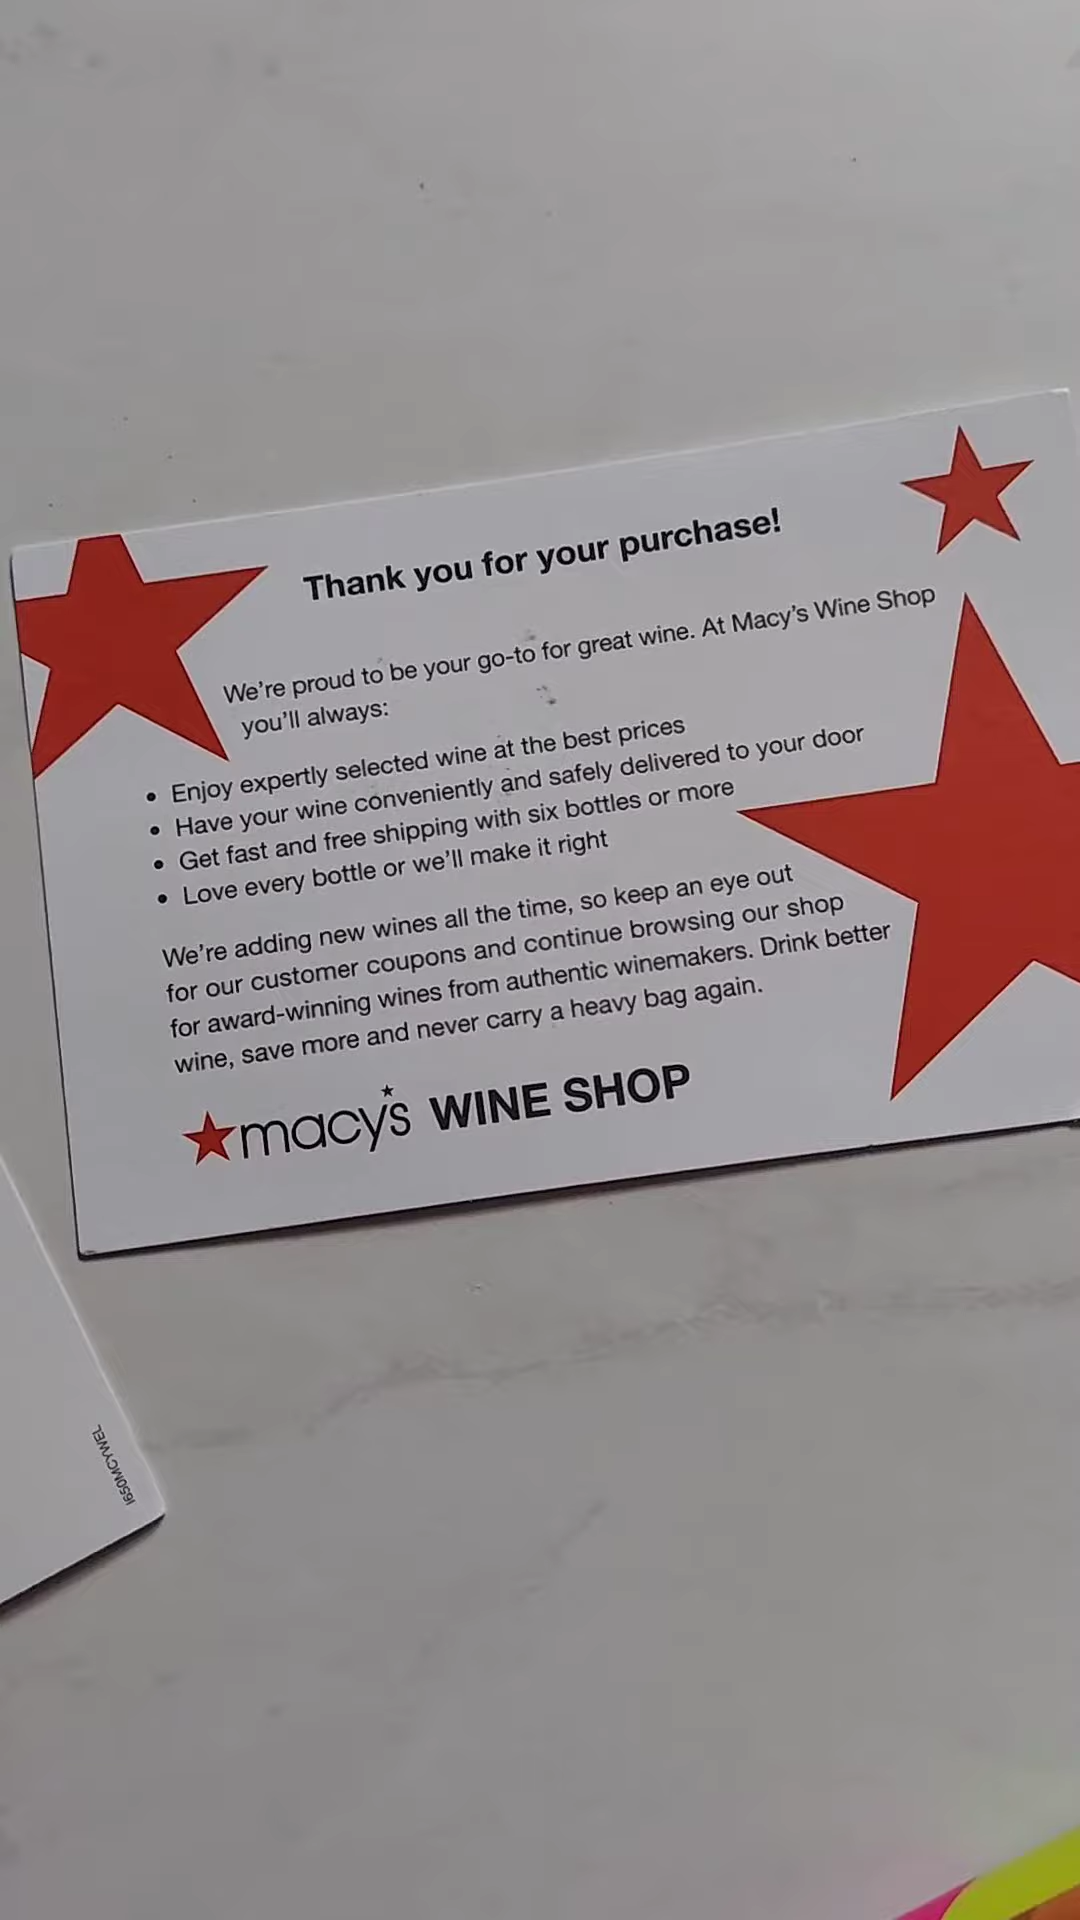 Thank you for your purchase!
We're proud to be your go-to for great wine. At Macy's Wine Shop
you'll always:
• Enjoy expertly selected wine at the best prices
• Have your wine conveniently and safely delivered to your door
• Get fast and free shipping with six bottles or more
• Love every bottle or we'll make it right
We're adding new wines all the time, so keep an eye out
for our customer coupons and continue browsing our shop
for award-winning wines from authentic winemakers. Drink better
wine, save more and never carry a heavy bag again.
macy's WINE SHOP
I650MCYWEL